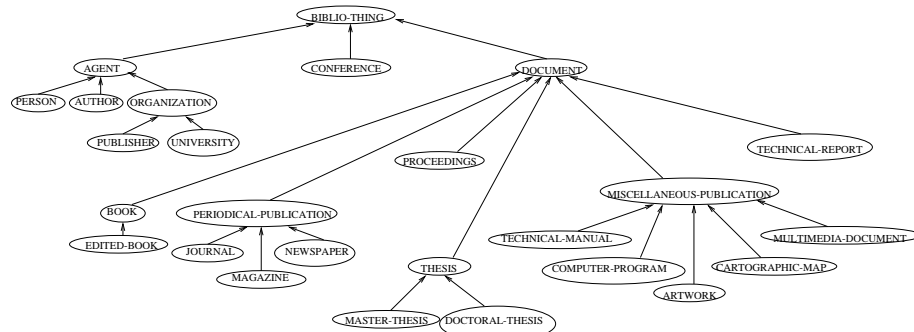 BIBLIO-THING
AGENT
CONFERENCE
DOCUMENT
PERSON
AUTHOR
ORGANIZATION
PUBLISHER
UNIVERSITY
PROCEEDINGS
TECHNICAL-REPORT
BOOK
PERIODICAL-PUBLICATION
MISCELLANEOUS-PUBLICATION
EDITED-BOOK
JOURNAL
NEWSPAPER
TECHNICAL-MANUAL
MULTIMEDIA-DOCUMENT
MAGAZINE
THESIS
COMPUTER-PROGRAM
CARTOGRAPHIC-MAP
ARTWORK
MASTER-THESIS
DOCTORAL-THESIS